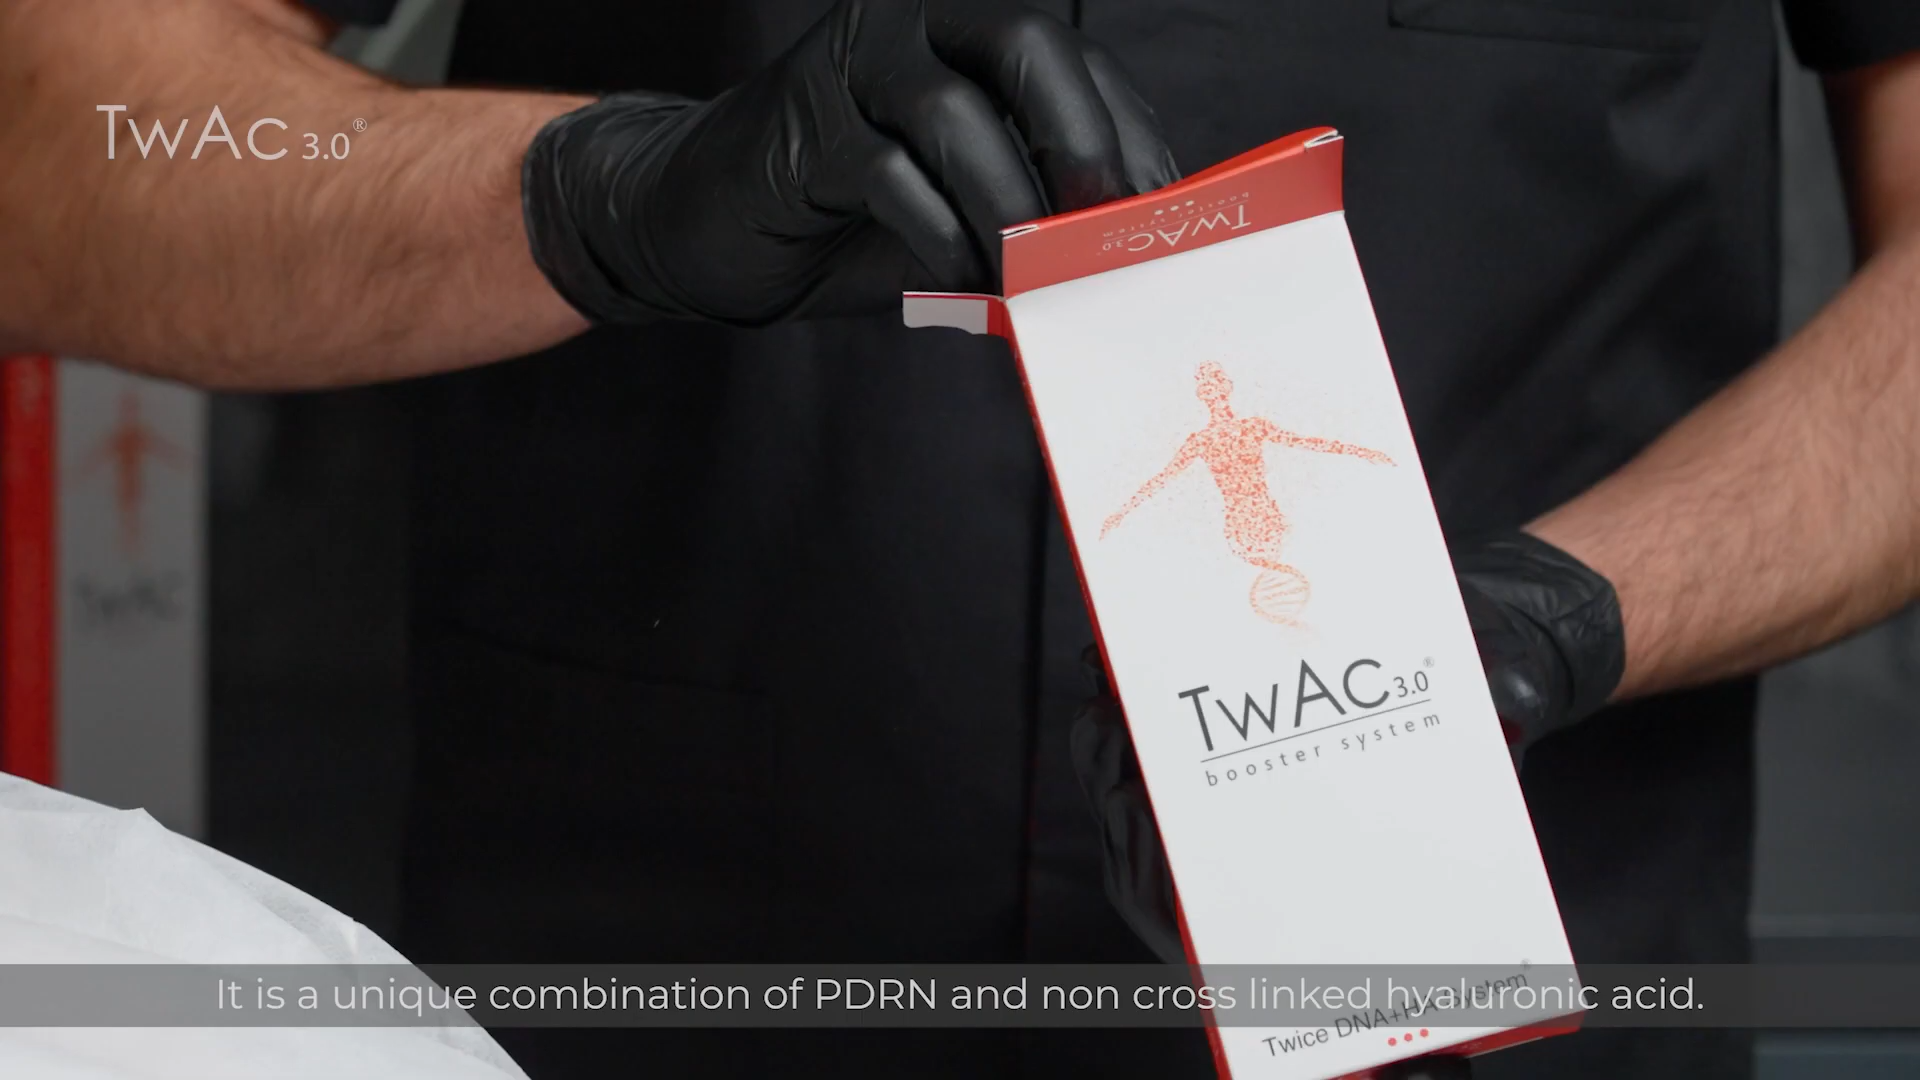 TwAc 3.0®
TwAc 3.0
booster system
TwAc 3.0®
booster system
It is a unique combination of PDRN and non cross linked hyaluronic acid.
Twice DNA+HA System®
TwAc